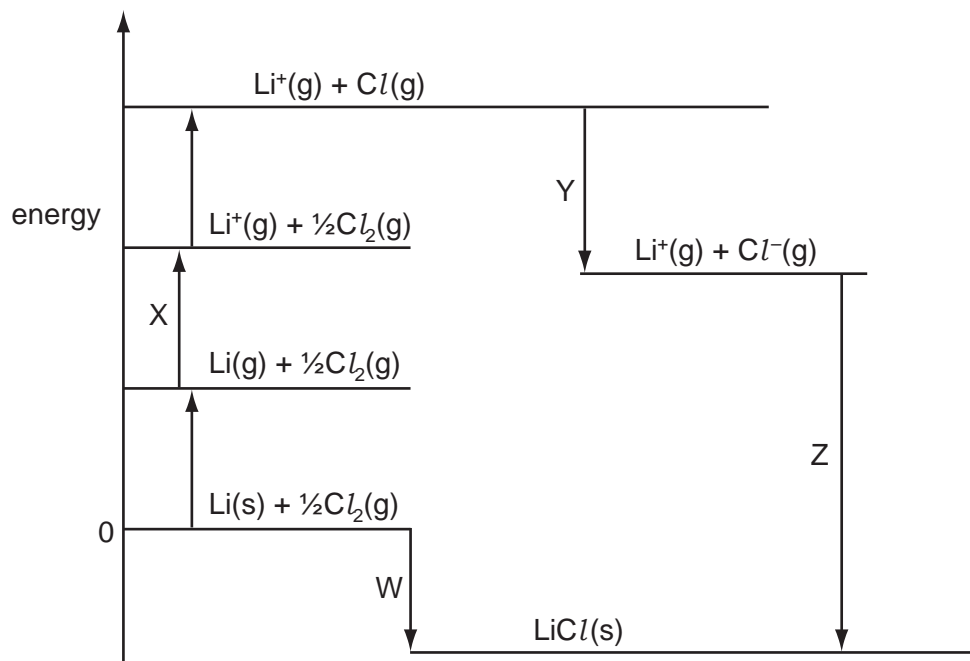 Li⁺(g) + Cl(g)
energy
Y
Li⁺(g) + ½Cl₂(g)
Li⁺(g) + Cl⁻(g)
X
Li(g) + ½Cl₂(g)
Z
Li(s) + ½Cl₂(g)
0
W
LiCl(s)